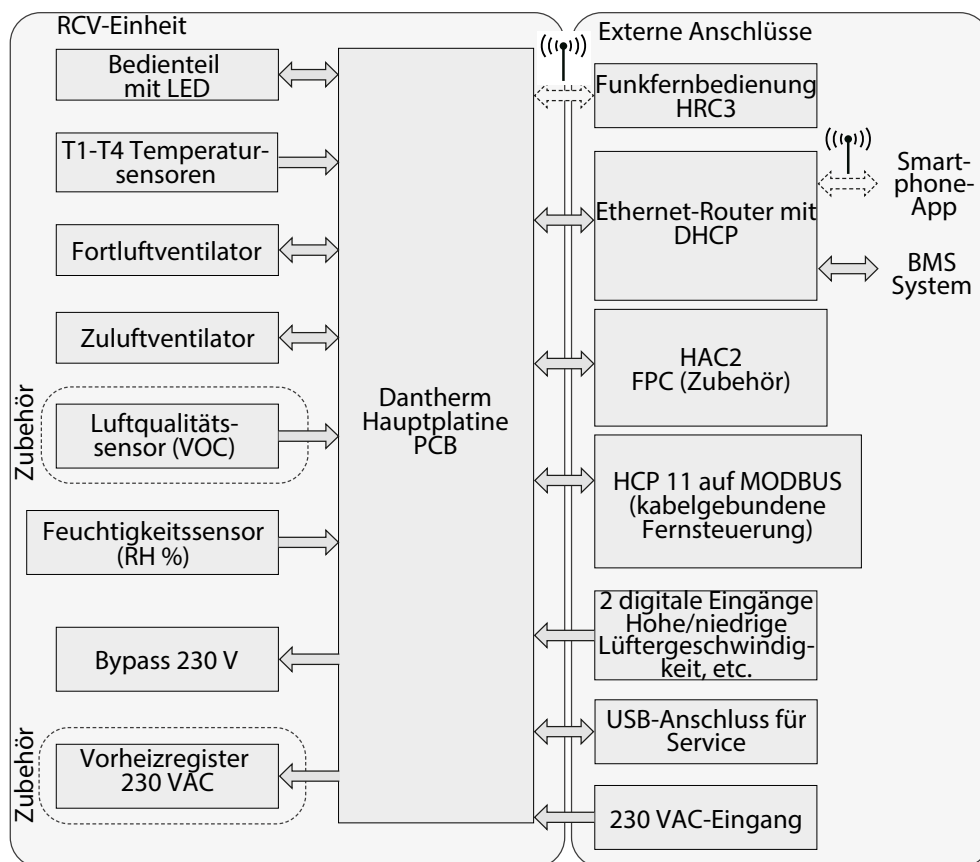 RCV-Einheit
Bedienteil
mit LED
T1-T4 Temperatur-
sensoren
Fortluftventilator
Zuluftventilator
Zubehör
Luftqualitäts-
sensor (VOC)
Feuchtigkeitssensor
(RH %)
Bypass 230 V
Zubehör
Vorheizregister
230 VAC
Dantherm
Hauptplatine
PCB
Externe Anschlüsse
Funkfernbedienung
HRC3
Ethernet-Router mit
DHCP
Smart-
phone-
App
BMS
System
HAC2
FPC (Zubehör)
HCP 11 auf MODBUS
(kabelgebundene
Fernsteuerung)
2 digitale Eingänge
Hohe/niedrige
Lüftergeschwindig-
keit, etc.
USB-Anschluss für
Service
230 VAC-Eingang